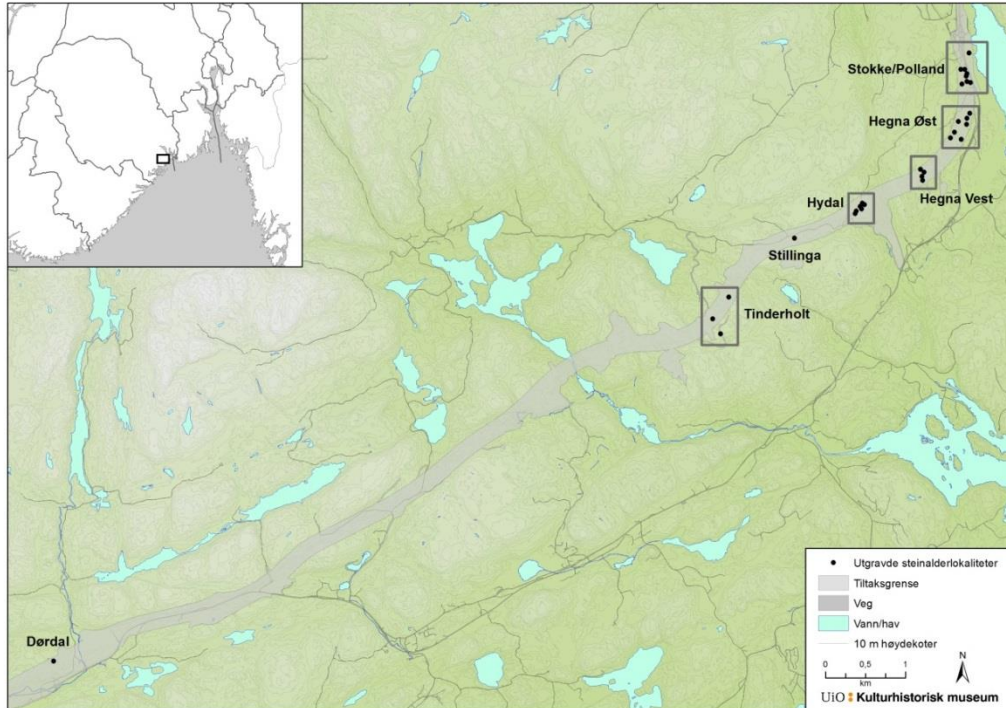 Stokke/Polland
Hegna Øst
Hegna Vest
Hydal
Stillinga
Tinderholt
Dørdal
Utgravde steinalderlokaliteter
Tiltaksgrense
Veg
Vann/hav
10 m høydekoter
N
0 0,5 1
km
UiO Kulturhistorisk museum